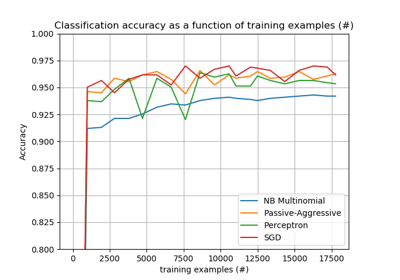 Classification accuracy as a function of training examples (#)
1.000
0.975
0.950
0.925
0.900
0.875
0.850
0.825
0.800
Accuracy
NB Multinomial
Passive-Aggressive
Perceptron
SGD
0 2500 5000 7500 10000 12500 15000 17500
training examples (#)